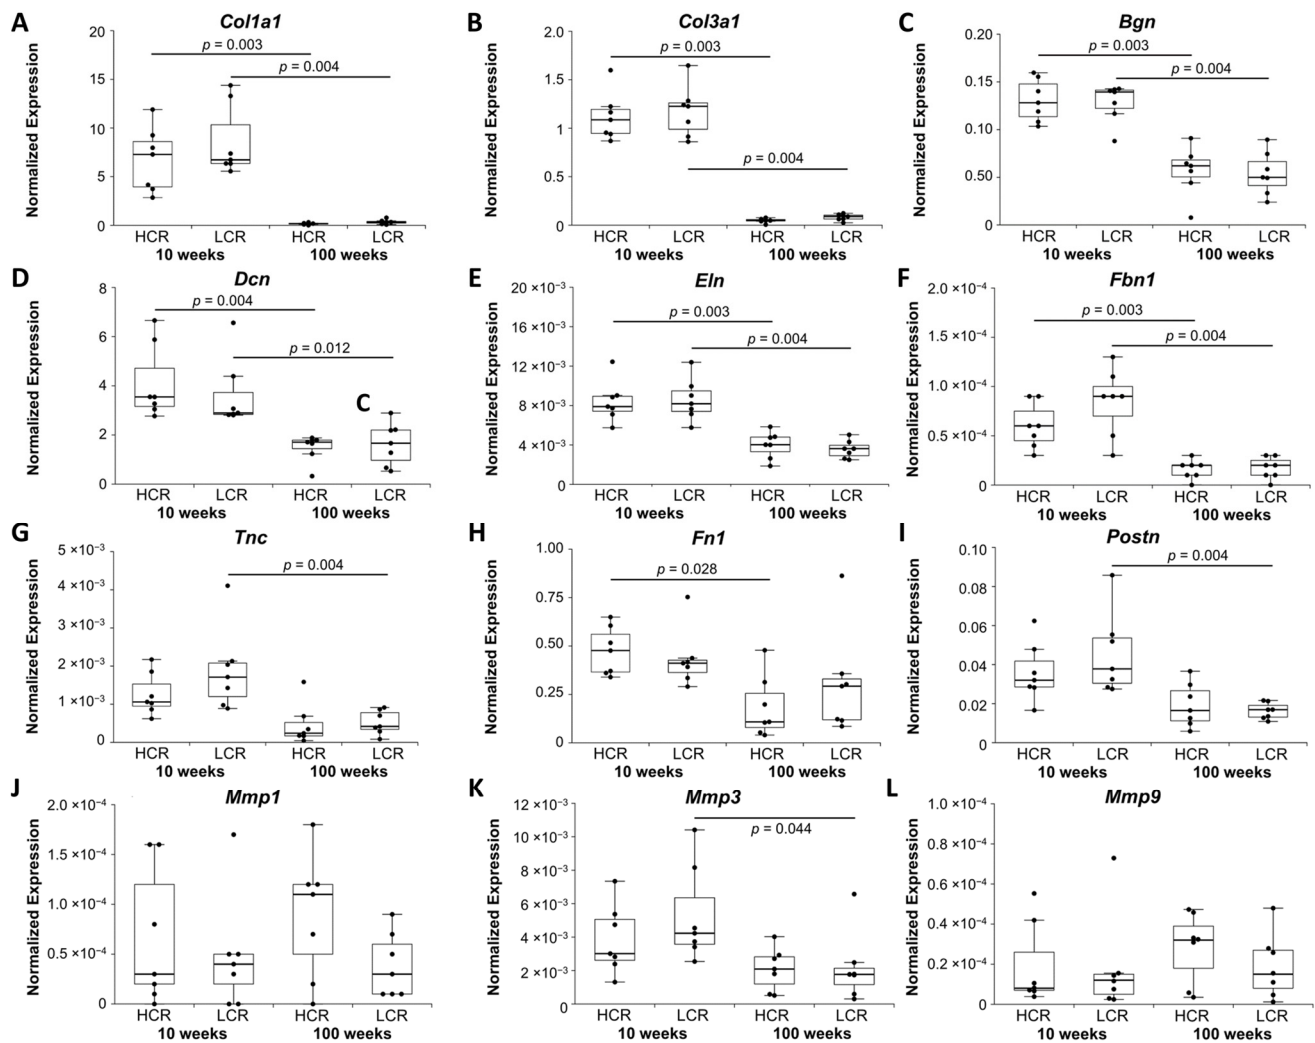 A Col1a1
Normalized Expression
20
15
10
5
0
p = 0.003
p = 0.004
HCR LCR HCR LCR
10 weeks 100 weeks
B Col3a1
Normalized Expression
2.0
1.5
1
0.5
0
p = 0.003
p = 0.004
HCR LCR HCR LCR
10 weeks 100 weeks
C Bgn
Normalized Expression
0.20
0.15
0.10
0.05
0
p = 0.003
p = 0.004
HCR LCR HCR LCR
10 weeks 100 weeks
D Dcn
Normalized Expression
8
6
4
2
0
p = 0.004
p = 0.012
C
HCR LCR HCR LCR
10 weeks 100 weeks
E Eln
Normalized Expression
20 ×10⁻³
16 ×10⁻³
12 ×10⁻³
8 ×10⁻³
4 ×10⁻³
0
p = 0.003
p = 0.004
HCR LCR HCR LCR
10 weeks 100 weeks
F Fbn1
Normalized Expression
2.0 ×10⁻⁴
1.5 ×10⁻⁴
1.0 ×10⁻⁴
0.5 ×10⁻⁴
0
p = 0.003
p = 0.004
HCR LCR HCR LCR
10 weeks 100 weeks
G Tnc
Normalized Expression
5 ×10⁻³
4 ×10⁻³
3 ×10⁻³
2 ×10⁻³
1 ×10⁻³
0
p = 0.004
HCR LCR HCR LCR
10 weeks 100 weeks
H Fn1
Normalized Expression
1.00
0.75
0.50
0.25
0
p = 0.028
HCR LCR HCR LCR
10 weeks 100 weeks
I Postn
Normalized Expression
0.10
0.08
0.06
0.04
0.02
0
p = 0.004
HCR LCR HCR LCR
10 weeks 100 weeks
J Mmp1
Normalized Expression
2.0 ×10⁻⁴
1.5 ×10⁻⁴
1.0 ×10⁻⁴
0.5 ×10⁻⁴
0
HCR LCR HCR LCR
10 weeks 100 weeks
K Mmp3
Normalized Expression
12 ×10⁻³
10 ×10⁻³
8 ×10⁻³
6 ×10⁻³
4 ×10⁻³
2 ×10⁻³
0
p = 0.044
HCR LCR HCR LCR
10 weeks 100 weeks
L Mmp9
Normalized Expression
1.0 ×10⁻⁴
0.8 ×10⁻⁴
0.6 ×10⁻⁴
0.4 ×10⁻⁴
0.2 ×10⁻⁴
0
HCR LCR HCR LCR
10 weeks 100 weeks